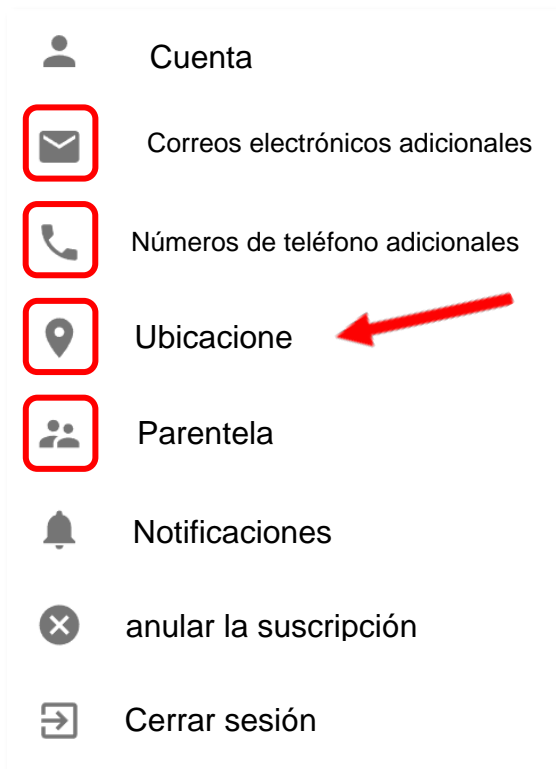 Cuenta
Correos electrónicos adicionales
Números de teléfono adicionales
Ubicacione
Parentela
Notificaciones
anular la suscripción
Cerrar sesión